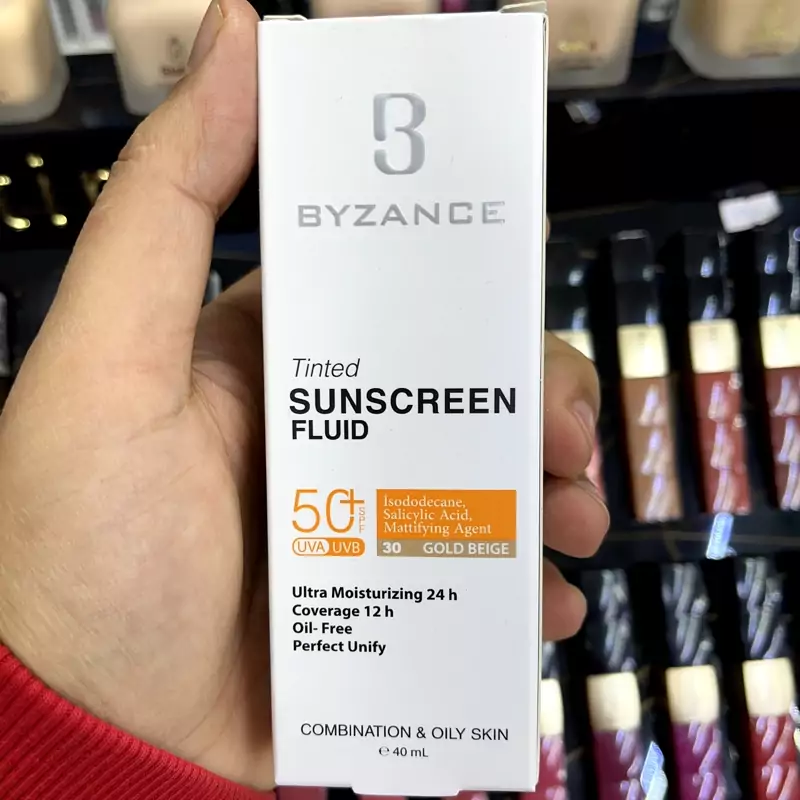 BYZANCE
Tinted
SUNSCREEN
FLUID
50+
SPF
UVA UVB
Isododecane,
Salicylic Acid,
Mattifying Agent
30 GOLD BEIGE
Ultra Moisturizing 24 h
Coverage 12 h
Oil- Free
Perfect Unify
COMBINATION & OILY SKIN
℮ 40 mL